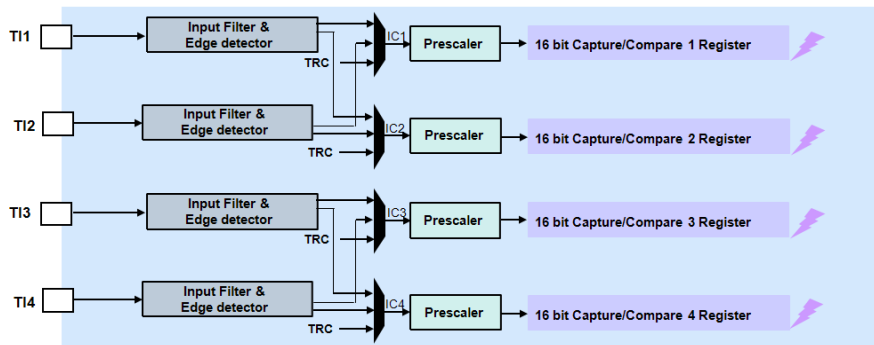 TI1
Input Filter &
Edge detector
TRC
IC1
Prescaler
16 bit Capture/Compare 1 Register
TI2
Input Filter &
Edge detector
TRC
IC2
Prescaler
16 bit Capture/Compare 2 Register
TI3
Input Filter &
Edge detector
TRC
IC3
Prescaler
16 bit Capture/Compare 3 Register
TI4
Input Filter &
Edge detector
TRC
IC4
Prescaler
16 bit Capture/Compare 4 Register